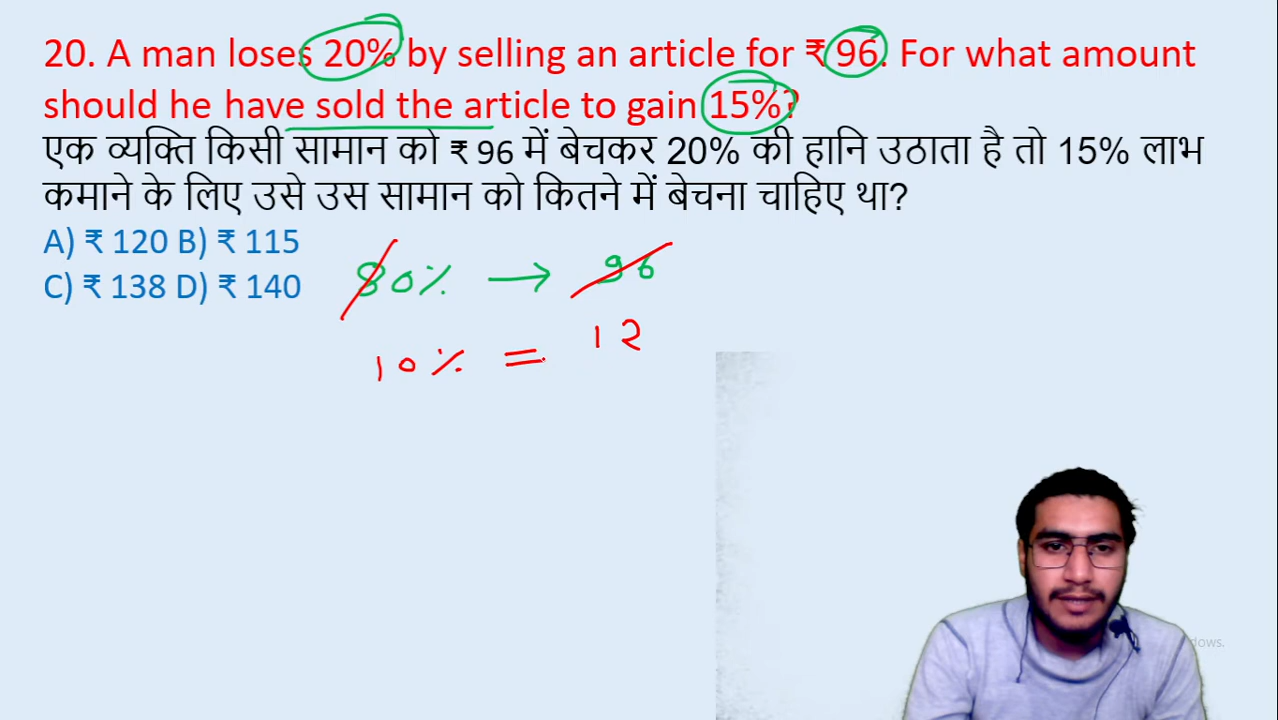 20. A man loses 20% by selling an article for ₹ 96. For what amount
should he have sold the article to gain 15%?
एक व्यक्ति किसी सामान को ₹ 96 में बेचकर 20% की हानि उठाता है तो 15% लाभ
कमाने के लिए उसे उस सामान को कितने में बेचना चाहिए था?
A) ₹ 120 B) ₹ 115
C) ₹ 138 D) ₹ 140
80% → 96
10% = 12
dows.